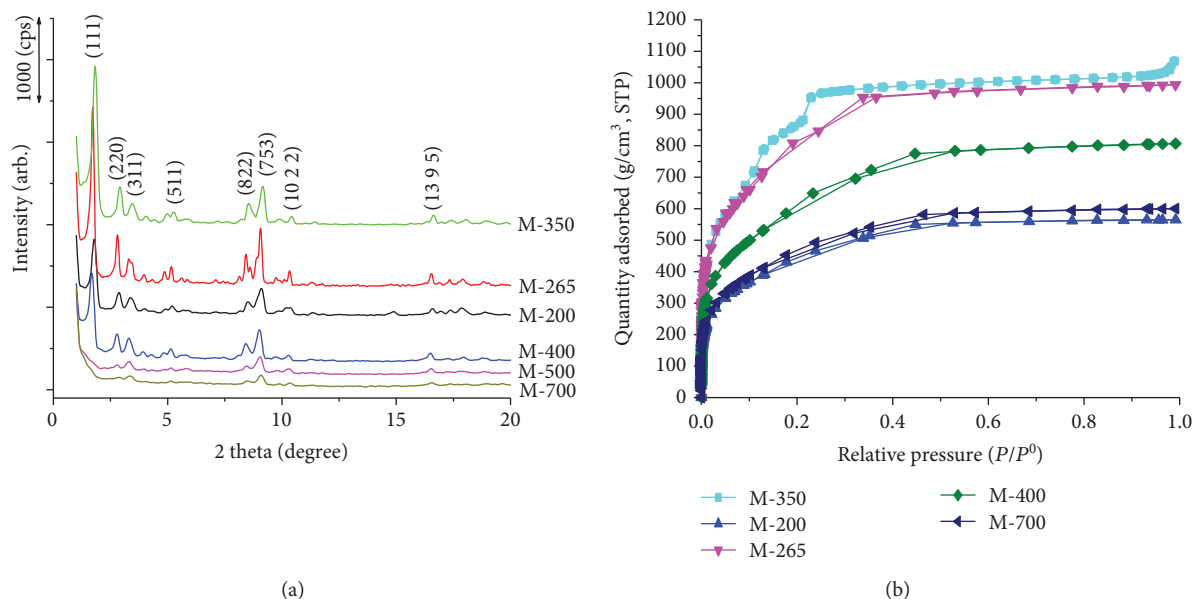 1000 (cps)
Intensity (arb.)
(111)
(220)
(311)
(511)
(822)
(753)
(10 2 2)
(13 9 5)
M-350
M-265
M-200
M-400
M-500
M-700
0 5 10 15 20
2 theta (degree)
(a)
Quantity adsorbed (g/cm³, STP)
1200
1100
1000
900
800
700
600
500
400
300
200
100
0
0.0 0.2 0.4 0.6 0.8 1.0
Relative pressure (P/P⁰)
M-350 M-400
M-200 M-700
M-265
(b)